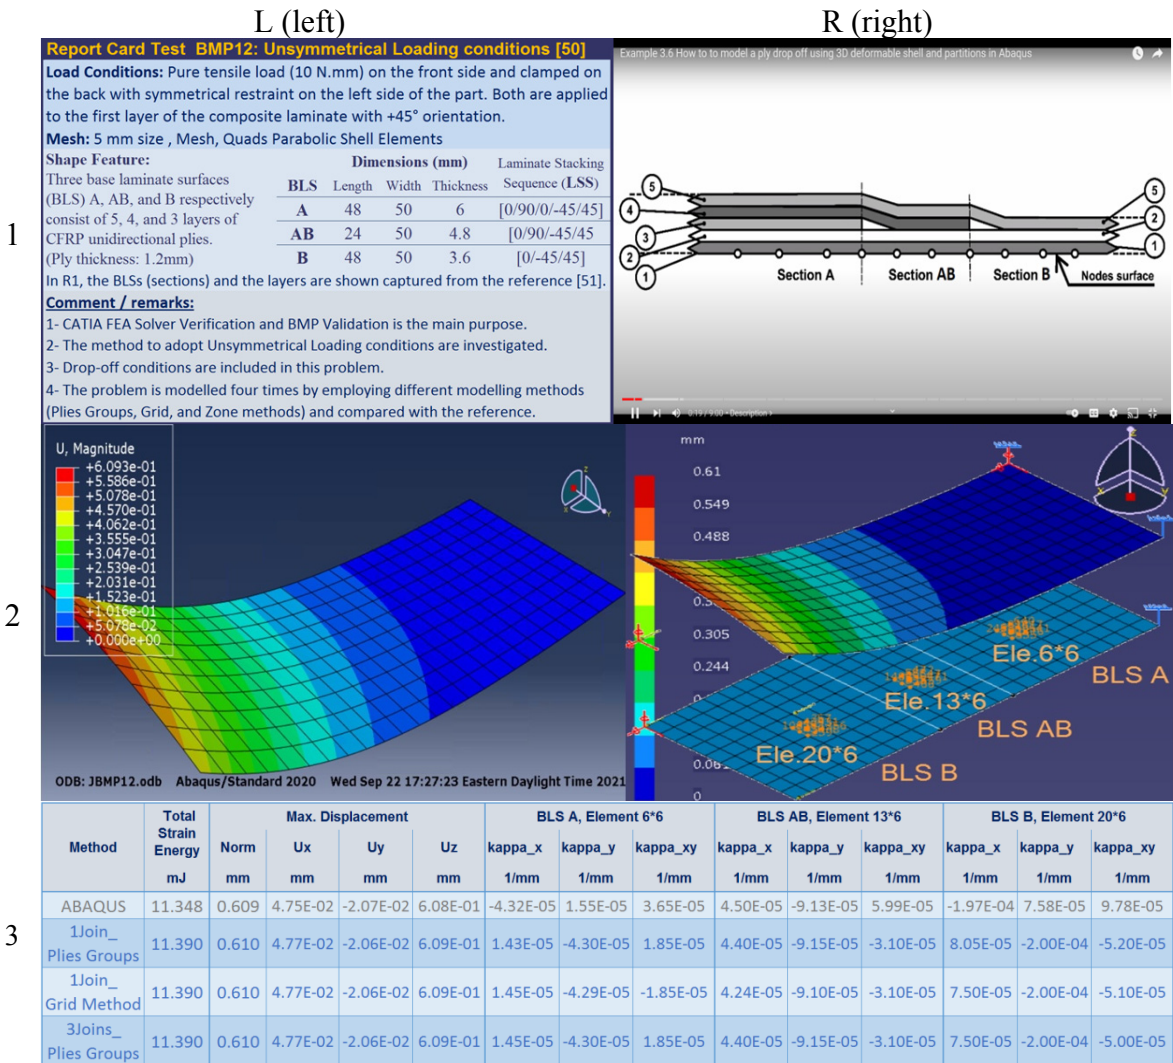 L (left)
R (right)
1
Report Card Test BMP12: Unsymmetrical Loading conditions [50]
Load Conditions: Pure tensile load (10 N.mm) on the front side and clamped on
the back with symmetrical restraint on the left side of the part. Both are applied
to the first layer of the composite laminate with +45° orientation.
Mesh: 5 mm size , Mesh, Quads Parabolic Shell Elements
Shape Feature:
Three base laminate surfaces
(BLS) A, AB, and B respectively
consist of 5, 4, and 3 layers of
CFRP unidirectional plies.
(Ply thickness: 1.2mm)
Dimensions (mm) Laminate Stacking
BLS Length Width Thickness Sequence (LSS)
A 48 50 6 [0/90/0/-45/45]
AB 24 50 4.8 [0/90/-45/45
B 48 50 3.6 [0/-45/45]
In R1, the BLSs (sections) and the layers are shown captured from the reference [51].
Comment / remarks:
1- CATIA FEA Solver Verification and BMP Validation is the main purpose.
2- The method to adopt Unsymmetrical Loading conditions are investigated.
3- Drop-off conditions are included in this problem.
4- The problem is modelled four times by employing different modelling methods
(Plies Groups, Grid, and Zone methods) and compared with the reference.
Example 3.6 How to to model a ply drop off using 3D deformable shell and partitions in Abaqus
5
4
3
2
1
5
2
1
Section A Section AB Section B Nodes surface
0:19 / 9:00 • Description >
2
U, Magnitude
+6.093e-01
+5.586e-01
+5.078e-01
+4.570e-01
+4.062e-01
+3.555e-01
+3.047e-01
+2.539e-01
+2.031e-01
+1.523e-01
+1.016e-01
+5.078e-02
+0.000e+00
ODB: JBMP12.odb Abaqus/Standard 2020 Wed Sep 22 17:27:23 Eastern Daylight Time 2021
mm
0.61
0.549
0.488
0.305
0.244
0.061
0
Ele.6*6
BLS A
Ele.13*6
BLS AB
Ele.20*6
BLS B
3
Method Total Strain Energy Max. Displacement BLS A, Element 6*6 BLS AB, Element 13*6 BLS B, Element 20*6
Norm Ux Uy Uz kappa_x kappa_y kappa_xy kappa_x kappa_y kappa_xy kappa_x kappa_y kappa_xy
mJ mm mm mm mm 1/mm 1/mm 1/mm 1/mm 1/mm 1/mm 1/mm 1/mm 1/mm
ABAQUS 11.348 0.609 4.75E-02 -2.07E-02 6.08E-01 -4.32E-05 1.55E-05 3.65E-05 4.50E-05 -9.13E-05 5.99E-05 -1.97E-04 7.58E-05 9.78E-05
1Join_
Plies Groups 11.390 0.610 4.77E-02 -2.06E-02 6.09E-01 1.43E-05 -4.30E-05 1.85E-05 4.40E-05 -9.15E-05 -3.10E-05 8.05E-05 -2.00E-04 -5.20E-05
1Join_
Grid Method 11.390 0.610 4.77E-02 -2.06E-02 6.09E-01 1.45E-05 -4.29E-05 -1.85E-05 4.24E-05 -9.10E-05 -3.10E-05 7.50E-05 -2.00E-04 -5.10E-05
3Joins_
Plies Groups 11.390 0.610 4.77E-02 -2.06E-02 6.09E-01 1.45E-05 -4.30E-05 1.85E-05 4.40E-05 -9.15E-05 -3.10E-05 7.50E-05 -2.00E-04 -5.00E-05